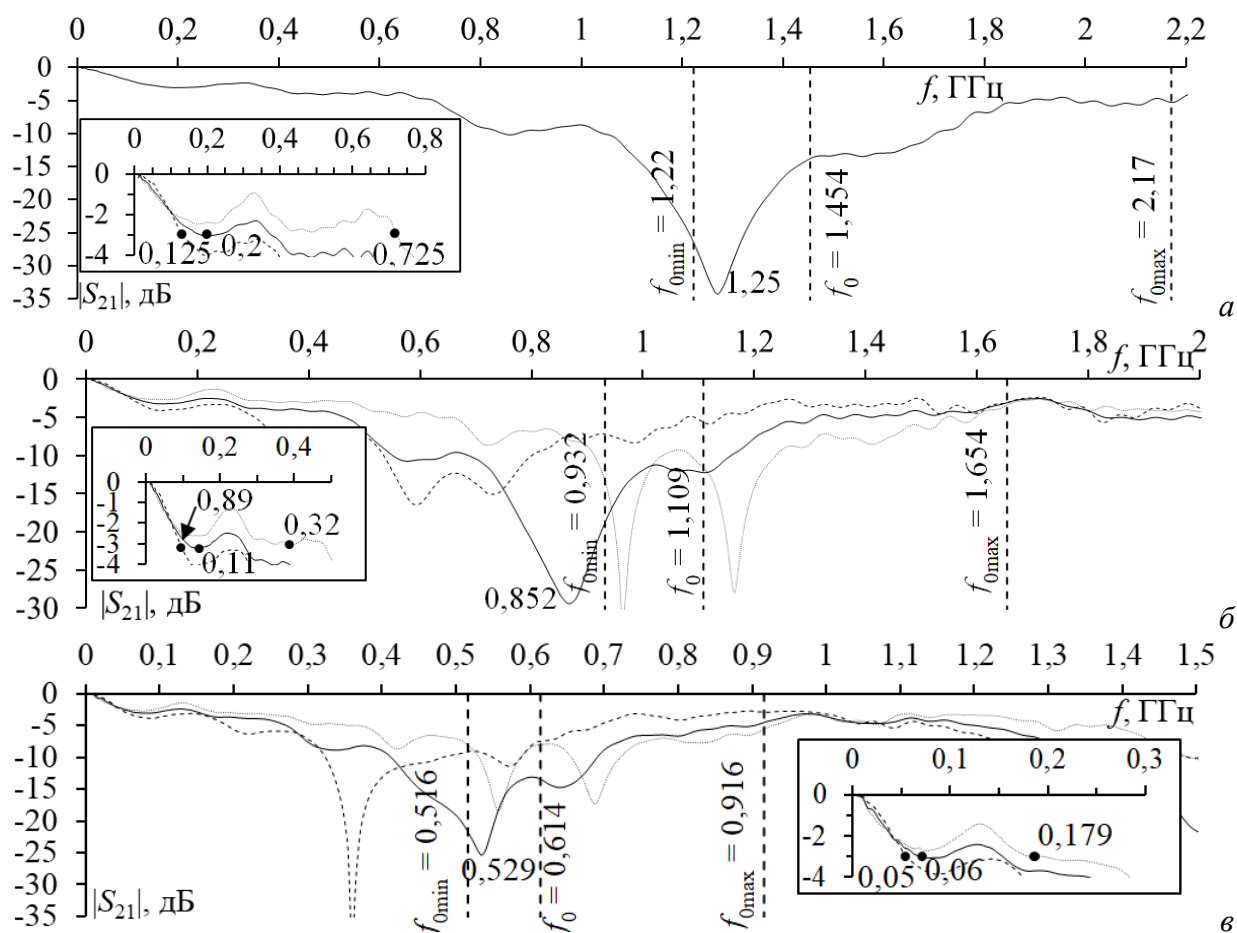 0 0,2 0,4 0,6 0,8 1 1,2 1,4 1,6 1,8 2 2,2
0
-5
-10
-15
-20
-25
-30
-35
f, ГГц
0 0,2 0,4 0,6 0,8
0
-2
-4
0,125 0,2 0,725
|S21|, дБ
f0min = 1,22
1,25
f0 = 1,454
f0max = 2,17
а
0 0,2 0,4 0,6 0,8 1 1,2 1,4 1,6 1,8 2
0
-5
-10
-15
-20
-25
-30
f, ГГц
0 0,2 0,4
0
-1
-2
-3
-4
0,89
0,32
0,11
|S21|, дБ
0,852
f0min = 0,932
f0 = 1,109
f0max = 1,654
б
0 0,1 0,2 0,3 0,4 0,5 0,6 0,7 0,8 0,9 1 1,1 1,2 1,3 1,4 1,5
0
-5
-10
-15
-20
-25
-30
-35
f, ГГц
|S21|, дБ
f0min = 0,516
0,529
f0 = 0,614
f0max = 0,916
0 0,1 0,2 0,3
0
-2
-4
0,179
0,05 0,06
в